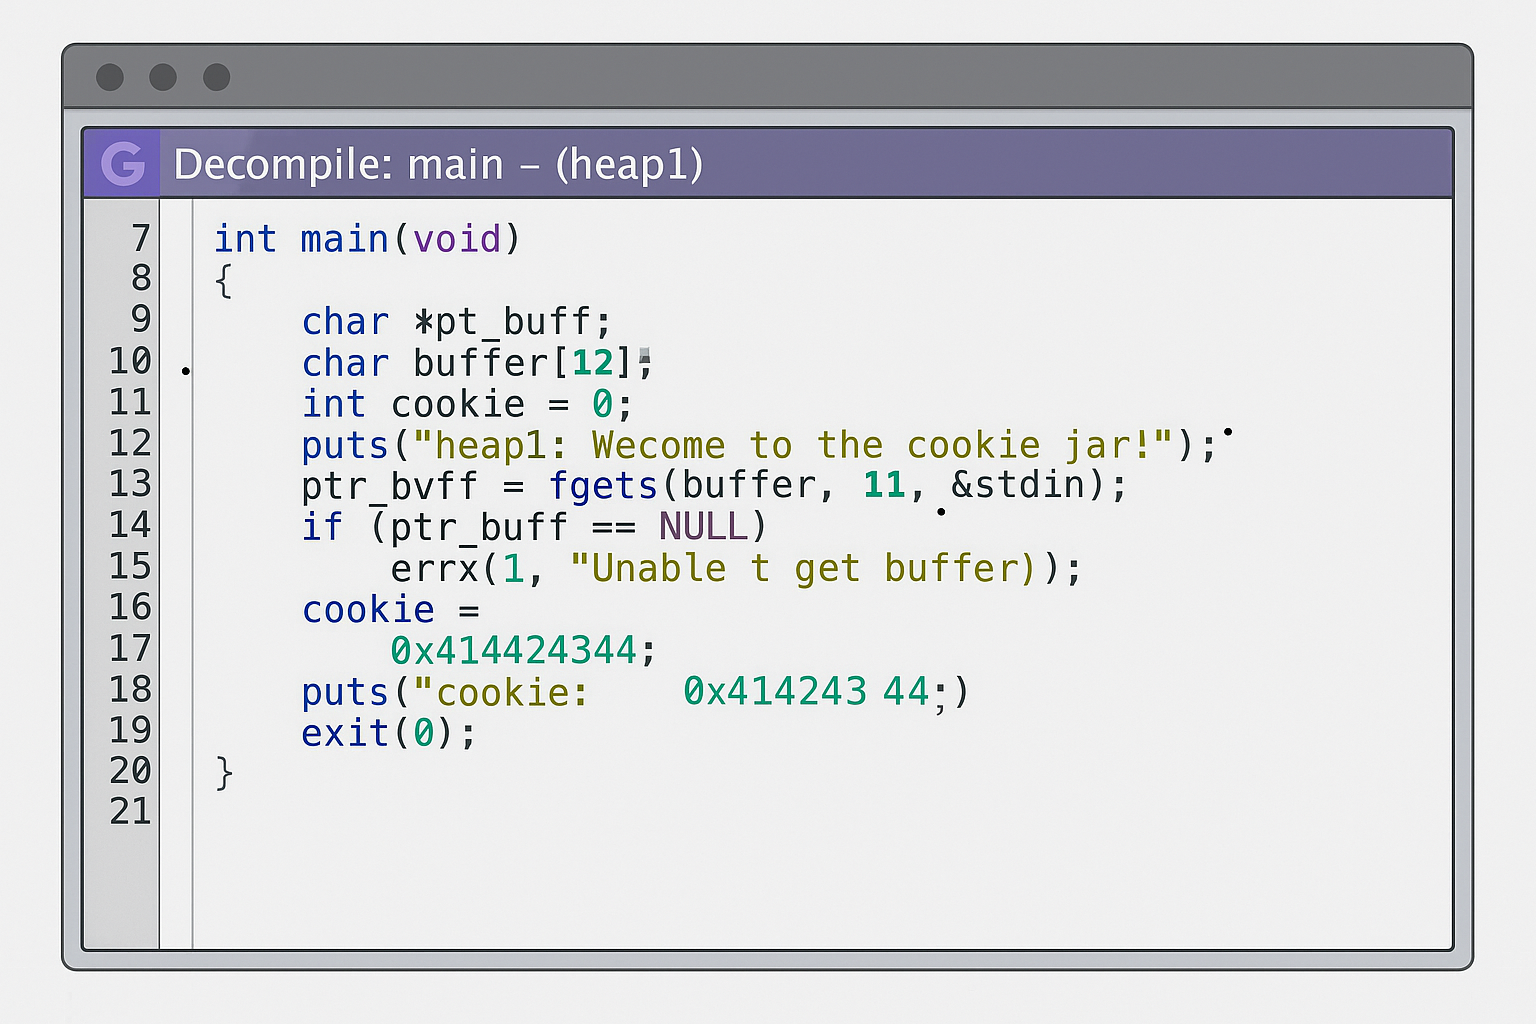 G Decompile: main – (heap1)
7 int main(void)
8 {
9 char *pt_buff;
10 char buffer[12];
11 int cookie = 0;
12 puts("heap1: Wecome to the cookie jar!");
13 ptr_bvff = fgets(buffer, 11, &stdin);
14 if (ptr_buff == NULL)
15 errx(1, "Unable t get buffer));
16 cookie =
17 0x414424344;
18 puts("cookie: 0x414243 44;)
19 exit(0);
20 }
21